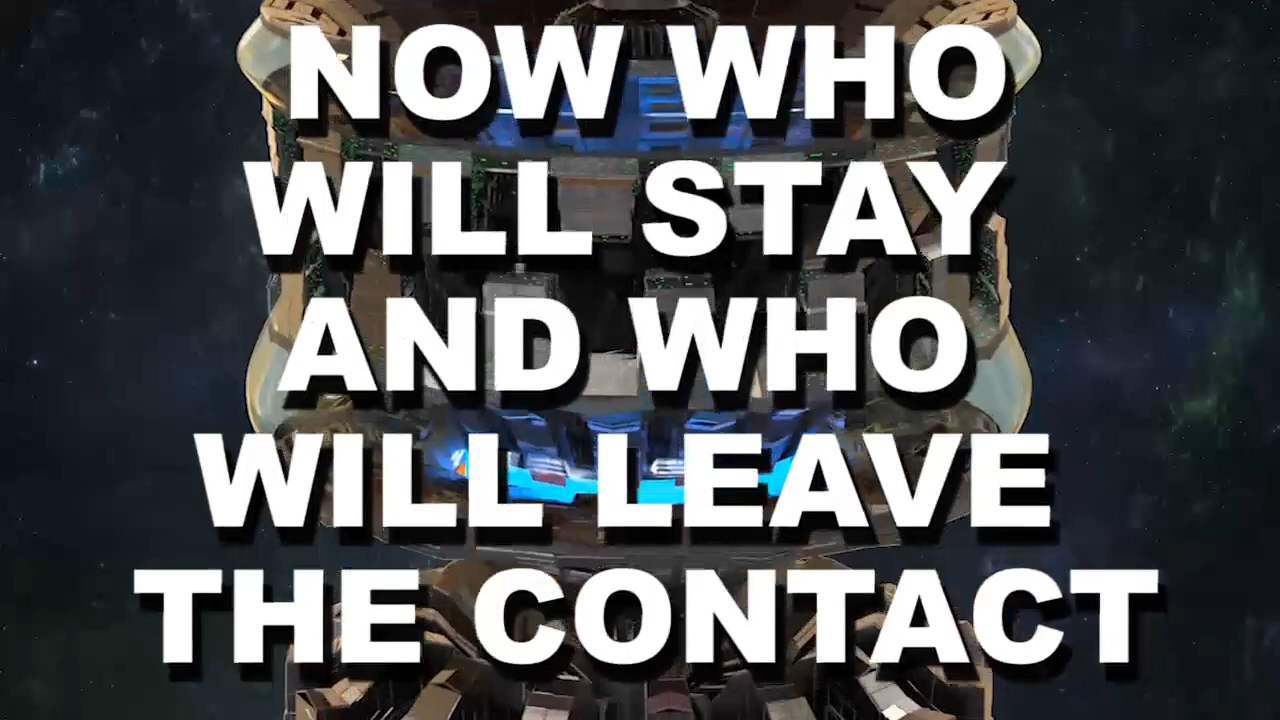 NOW WHO
WILL STAY
AND WHO
WILL LEAVE
THE CONTACT